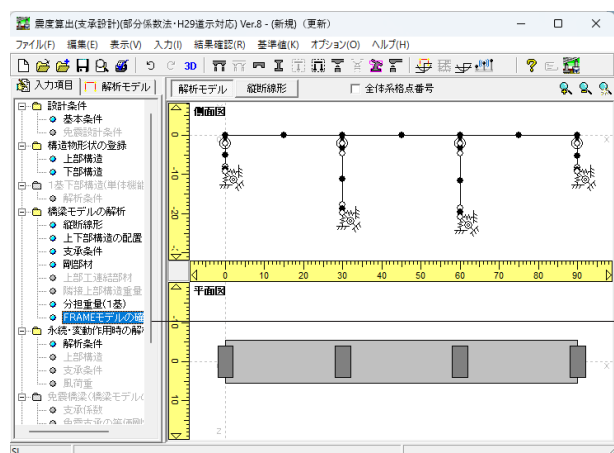 震度算出(支承設計)(部分係数法・H29道示対応) Ver.8 - (新規) (更新)
ファイル(F) 編集(E) 表示(V) 入力(I) 結果確認(R) 基準値(K) オプション(O) ヘルプ(H)
3D
入力項目 解析モデル 解析モデル 縦断線形 全体系格点番号
設計条件
基本条件
免震設計条件
構造物形状の登録
上部構造
下部構造
1基下部構造(単体機能
解析条件
橋梁モデルの解析
縦断線形
上下部構造の配置
支承条件
剛部材
上部工連結部材
隣接上部構造重量
分担重量(1基)
FRAMEモデルの確
永続・変動作用時の解析
解析条件
上部構造
支承条件
風荷重
免震橋梁(橋梁モデルの
支承係数
側面図
0
-10
-20
x
0 10 20 30 40 50 60 70 80 90
平面図
-10
0
10
x
z